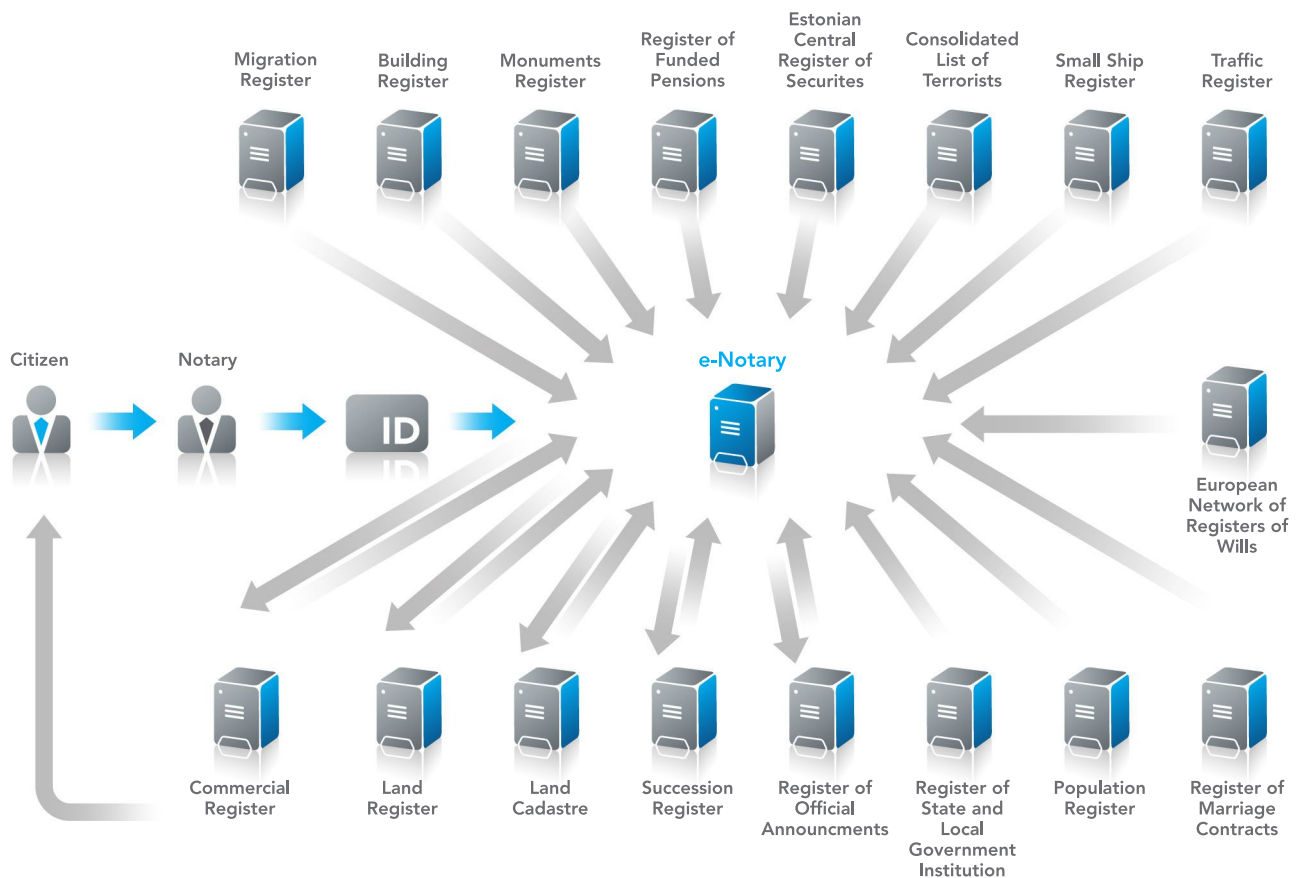 Migration
Register
Building
Register
Monuments
Register
Register of
Funded
Pensions
Estonian
Central
Register of
Securites
Consolidated
List of
Terrorists
Small Ship
Register
Traffic
Register
Citizen
Notary
ID
e-Notary
European
Network of
Registers of
Wills
Commercial
Register
Land
Register
Land
Cadastre
Succession
Register
Register of
Official
Announcments
Register of
State and
Local
Government
Institution
Population
Register
Register of
Marriage
Contracts